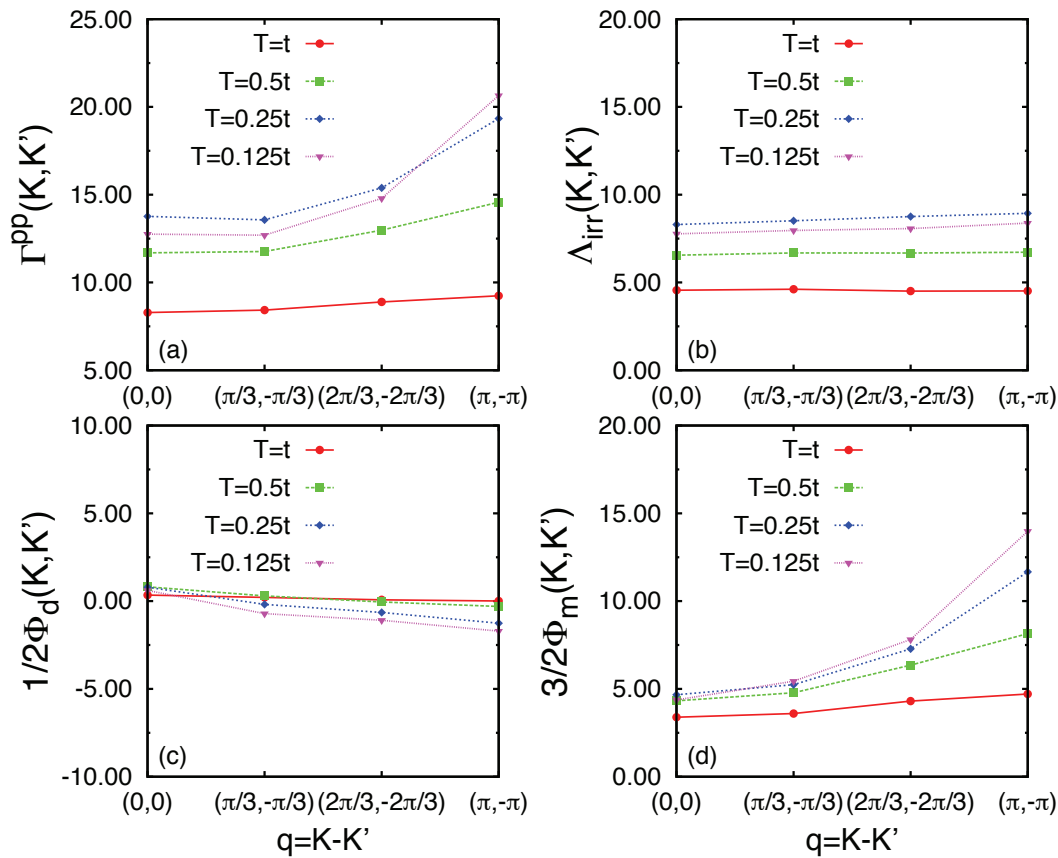 25.00
20.00
15.00
10.00
5.00
Γ^pp(K,K')
T=t
T=0.5t
T=0.25t
T=0.125t
(a)
(0,0)
(π/3,-π/3)
(2π/3,-2π/3)
(π,-π)
20.00
15.00
10.00
5.00
0.00
Λ_irr(K,K')
T=t
T=0.5t
T=0.25t
T=0.125t
(b)
(0,0)
(π/3,-π/3)
(2π/3,-2π/3)
(π,-π)
10.00
5.00
0.00
-5.00
-10.00
1/2Φ_d(K,K')
T=t
T=0.5t
T=0.25t
T=0.125t
(c)
(0,0)
(π/3,-π/3)
(2π/3,-2π/3)
(π,-π)
q=K-K'
20.00
15.00
10.00
5.00
0.00
3/2Φ_m(K,K')
T=t
T=0.5t
T=0.25t
T=0.125t
(d)
(0,0)
(π/3,-π/3)
(2π/3,-2π/3)
(π,-π)
q=K-K'